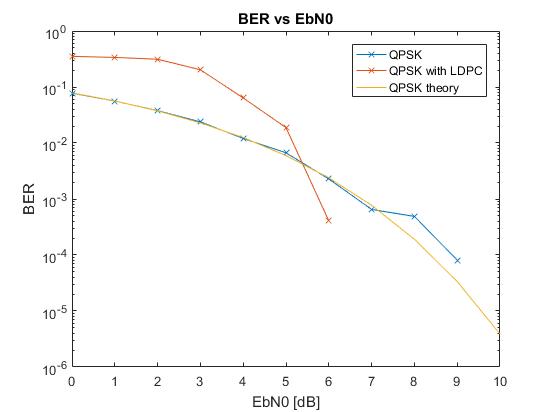 BER vs EbN0
QPSK
QPSK with LDPC
QPSK theory
BER
10^0
10^-1
10^-2
10^-3
10^-4
10^-5
10^-6
0 1 2 3 4 5 6 7 8 9 10
EbN0 [dB]